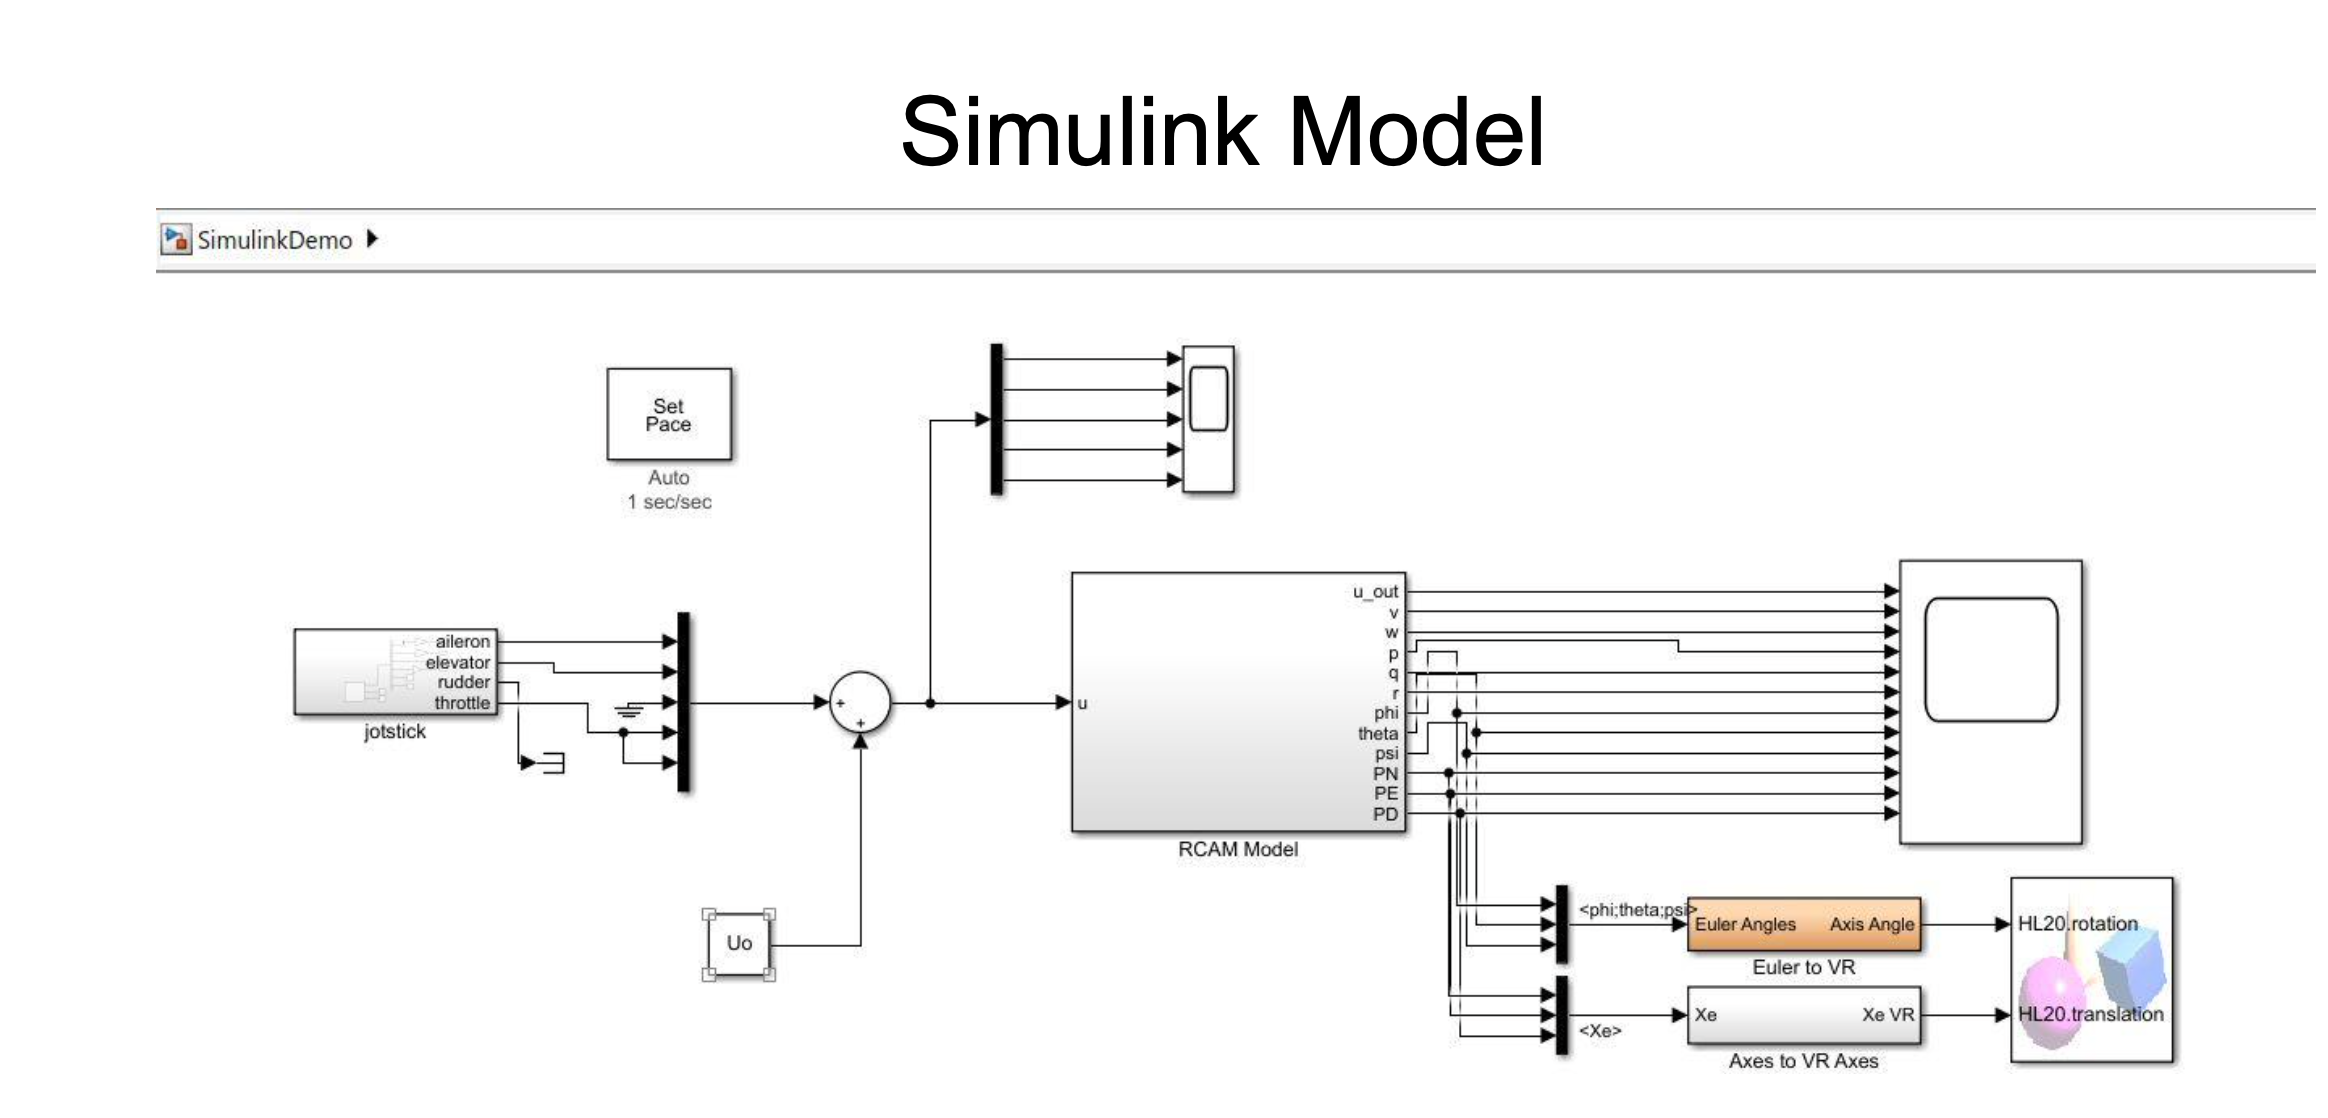 Simulink Model
SimulinkDemo
Set
Pace
Auto
1 sec/sec
aileron
elevator
rudder
throttle
jotstick
+
+
Uo
u
u_out
v
w
p
q
r
phi
theta
psi
PN
PE
PD
RCAM Model
<phi;theta;psi>
Euler Angles Axis Angle
Euler to VR
<Xe>
Xe Xe VR
Axes to VR Axes
HL20.rotation
HL20.translation